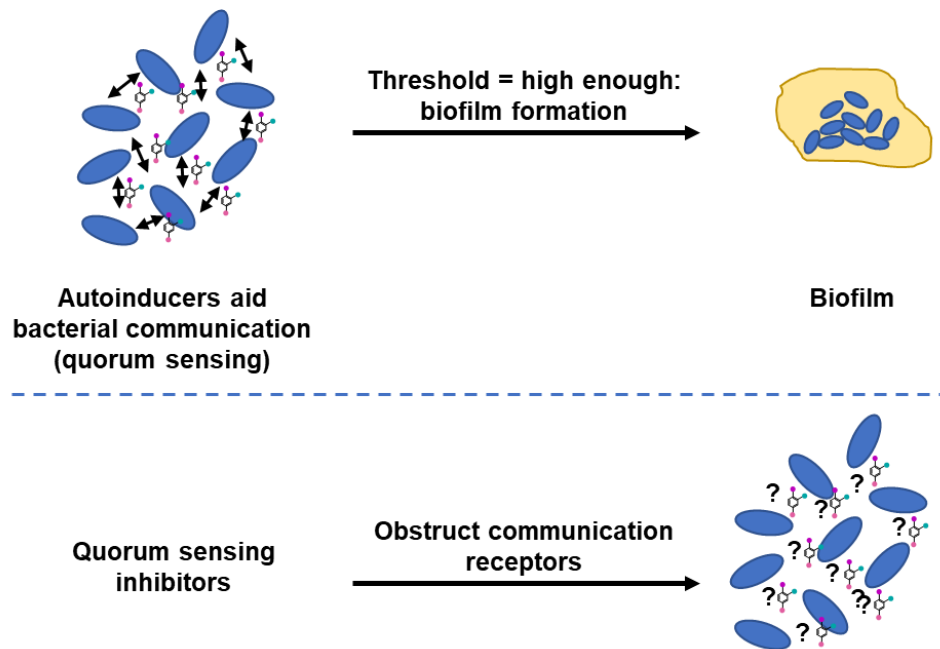 Threshold = high enough:
biofilm formation
Autoinducers aid
bacterial communication
(quorum sensing)
Biofilm
Quorum sensing
inhibitors
Obstruct communication
receptors
?
?
?
?
?
?
?
?
?
?